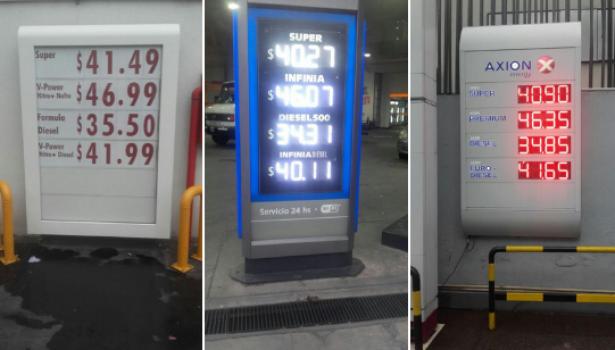 Super $41.49
V-Power Nitro+ Nafta $46.99
Formula Diesel $35.50
V-Power Nitro+ Diesel $41.99
SUPER
$40.27
INFINIA
$46.07
DIESEL500
$34.31
INFINIA DIESEL
$40.11
Servicio 24 hs •
AXION energy
SUPER 40.90
PREMIUM 46.35
DIESEL 34.85
EURO- DIESEL 41.65